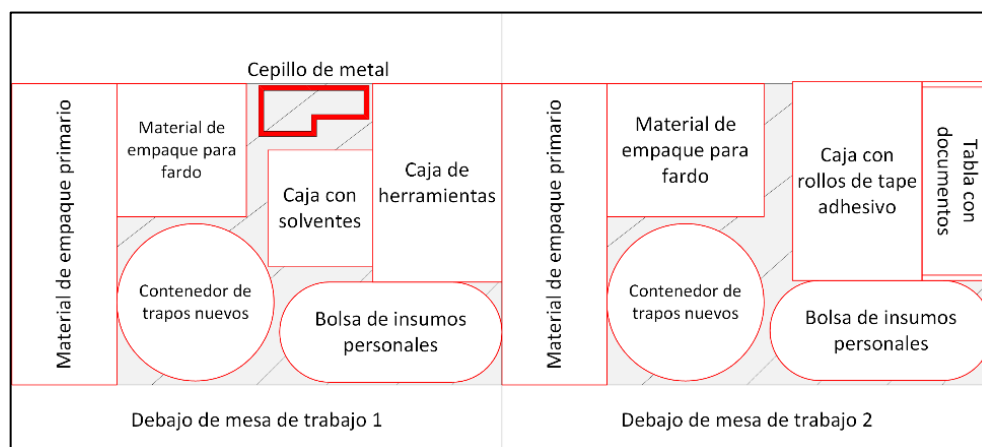 Cepillo de metal
Material de empaque primario
Material de
empaque para
fardo
Caja con
solventes
Caja de
herramientas
Contenedor de
trapos nuevos
Bolsa de insumos
personales
Debajo de mesa de trabajo 1
Material de empaque primario
Material de
empaque para
fardo
Caja con
rollos de tape
adhesivo
Tabla con
documentos
Contenedor de
trapos nuevos
Bolsa de insumos
personales
Debajo de mesa de trabajo 2